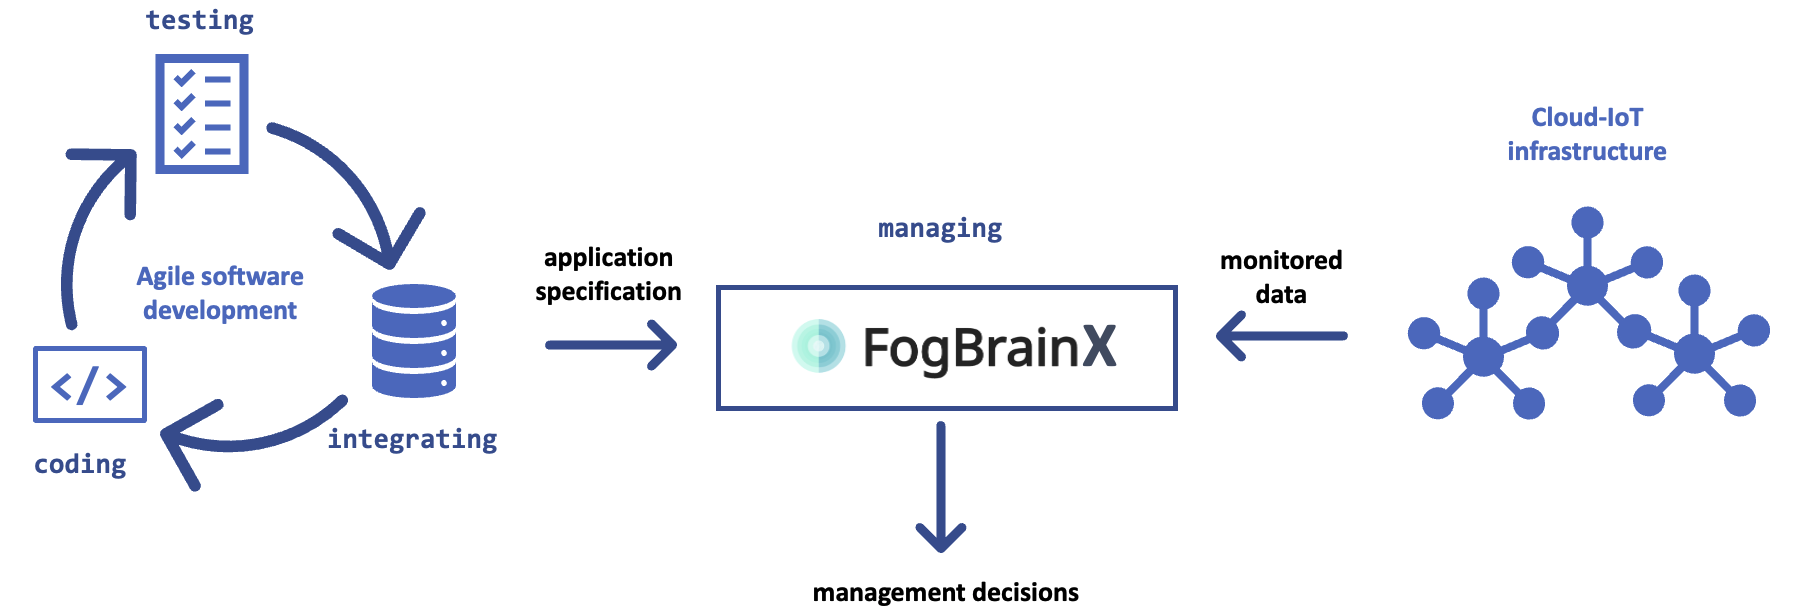 testing
Agile software
development
</>
coding
integrating
application
specification
managing
FogBrainX
management decisions
monitored
data
Cloud-IoT
infrastructure